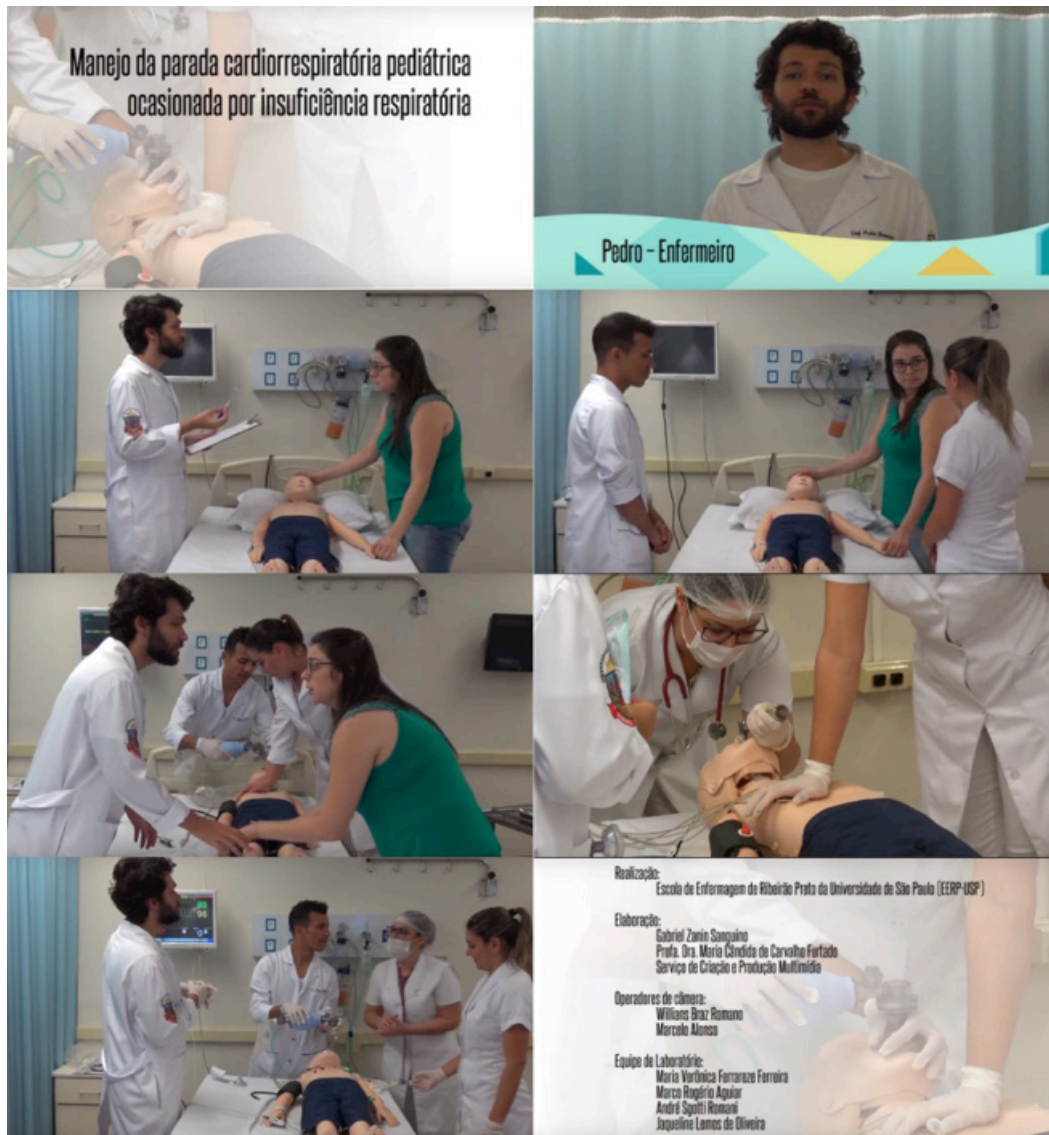 Manejo da parada cardiorrespiratória pediátrica
ocasionada por insuficiência respiratória
Pedro – Enfermeiro
Realização:
Escola de Enfermagem de Ribeirão Preto da Universidade de São Paulo (EERP-USP)
Elaboração:
Gabriel Zanin Sanguino
Profa. Dra. Maria Cândida de Carvalho Furtado
Serviço de Criação e Produção Multimídia
Operadores de câmera:
Willians Braz Romano
Marcelo Alonso
Equipe de Laboratório:
Maria Verônica Ferrareze Ferreira
Marco Rogério Aguiar
André Sgotti Romani
Jaqueline Lemos de Oliveira